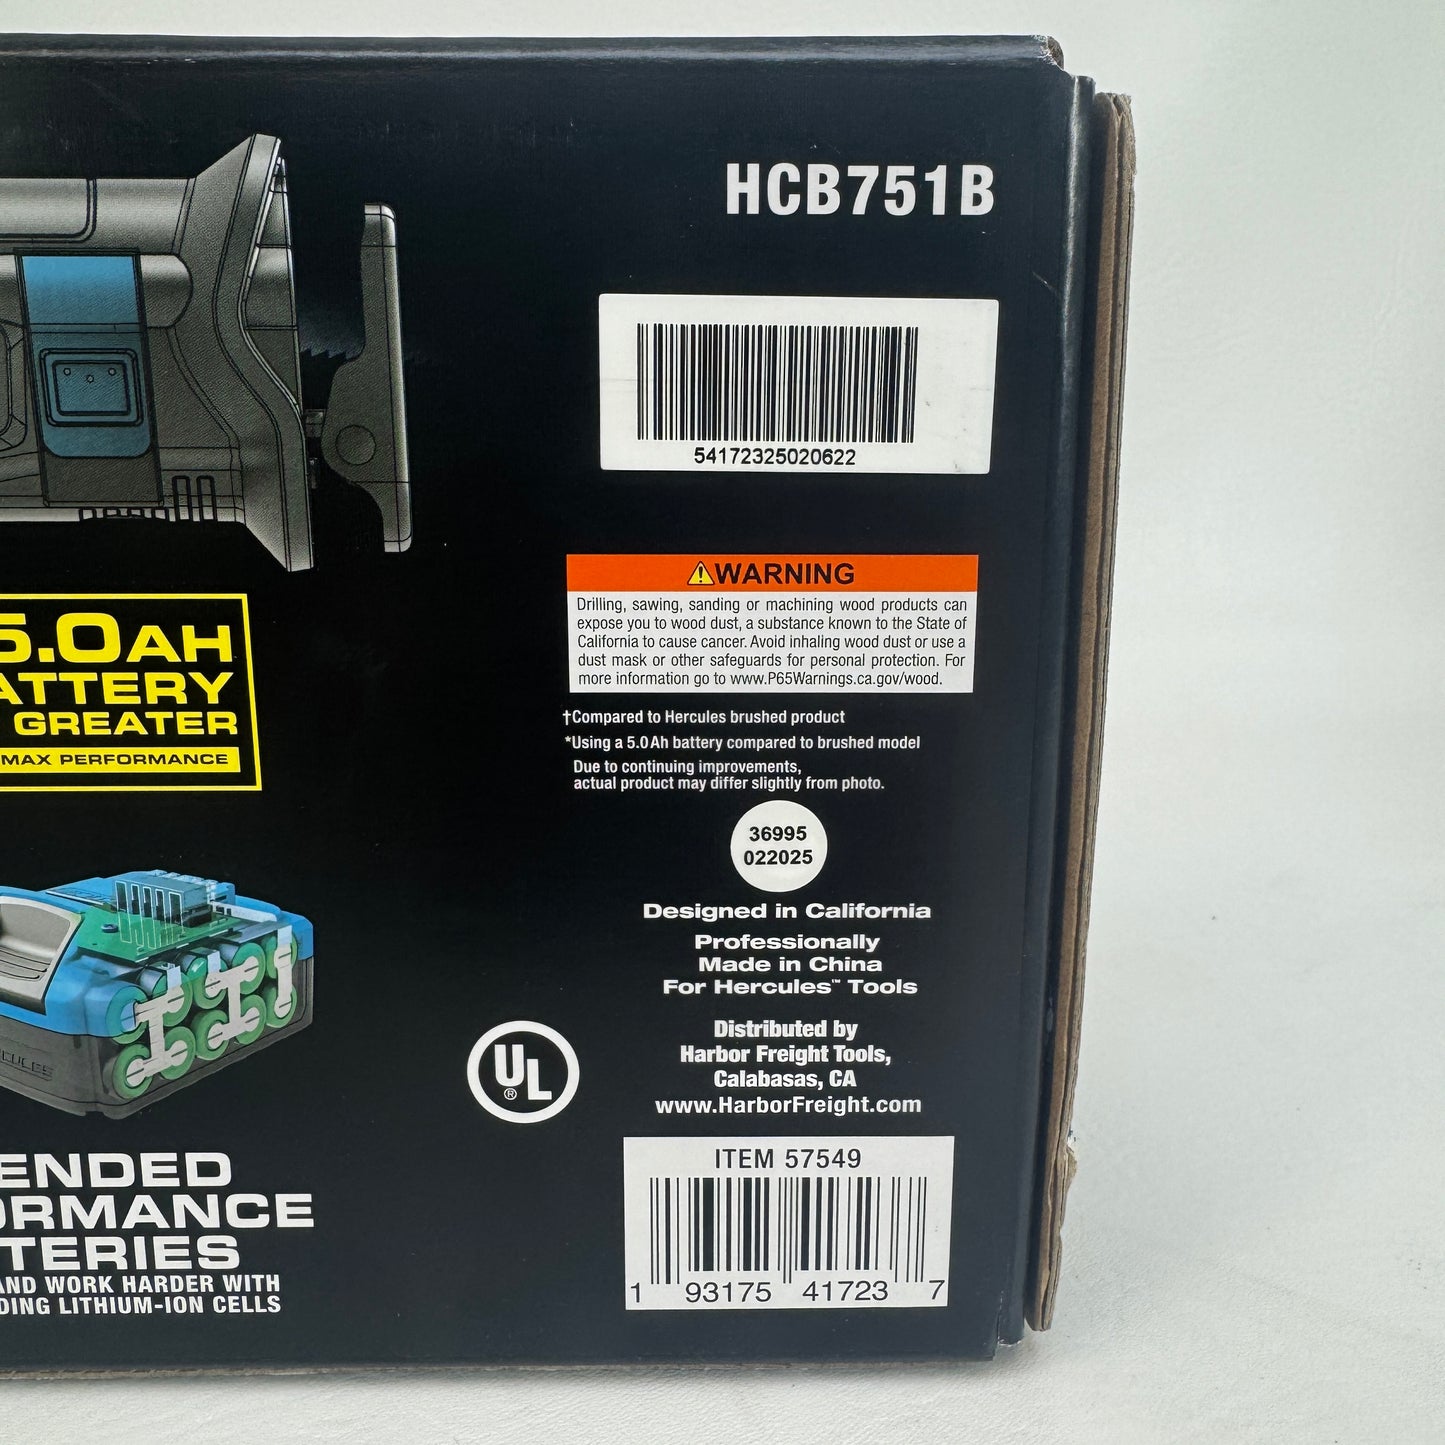 HCB751B
54172325020622
WARNING
Drilling, sawing, sanding or machining wood products can
expose you to wood dust, a substance known to the State of
California to cause cancer. Avoid inhaling wood dust or use a
dust mask or other safeguards for personal protection. For
more information go to www.P65Warnings.ca.gov/wood.
†Compared to Hercules brushed product
*Using a 5.0 Ah battery compared to brushed model
Due to continuing improvements,
actual product may differ slightly from photo.
36995
022025
Designed in California
Professionally
Made in China
For Hercules™ Tools
Distributed by
Harbor Freight Tools,
Calabasas, CA
www.HarborFreight.com
UL
®
ITEM 57549
1 93175 41723 7
5.0AH
ATTERY
GREATER
MAX PERFORMANCE
CULES
ENDED
ORMANCE
TERIES
AND WORK HARDER WITH
DING LITHIUM-ION CELLS